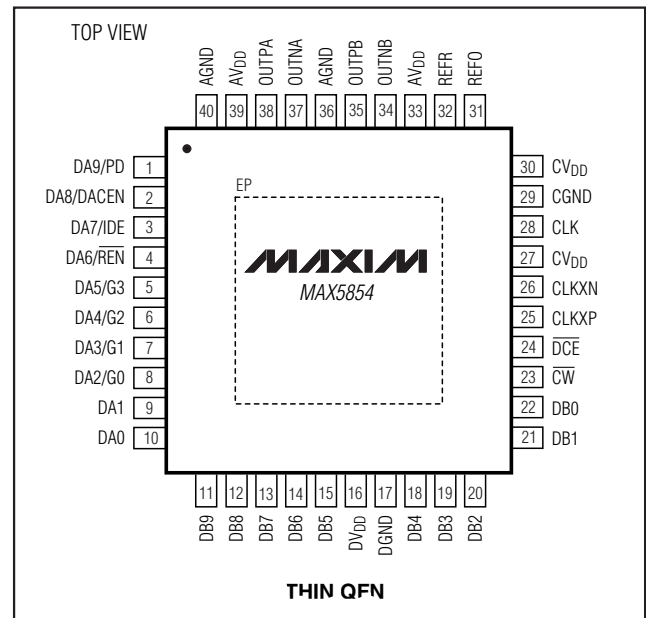 TOP VIEW
AGND AVDD OUTPA OUTNA AGND OUTPB OUTNB AVDD REFR REFO
40 39 38 37 36 35 34 33 32 31
DA9/PD 1
DA8/DACEN 2
DA7/IDE 3
DA6/R̅E̅N̅ 4
DA5/G3 5
DA4/G2 6
DA3/G1 7
DA2/G0 8
DA1 9
DA0 10
EP
MAXIM
MAX5854
30 CVDD
29 CGND
28 CLK
27 CVDD
26 CLKXN
25 CLKXP
24 D̅C̅E̅
23 C̅W̅
22 DB0
21 DB1
11 12 13 14 15 16 17 18 19 20
DB9 DB8 DB7 DB6 DB5 DVDD DGND DB4 DB3 DB2
THIN QFN